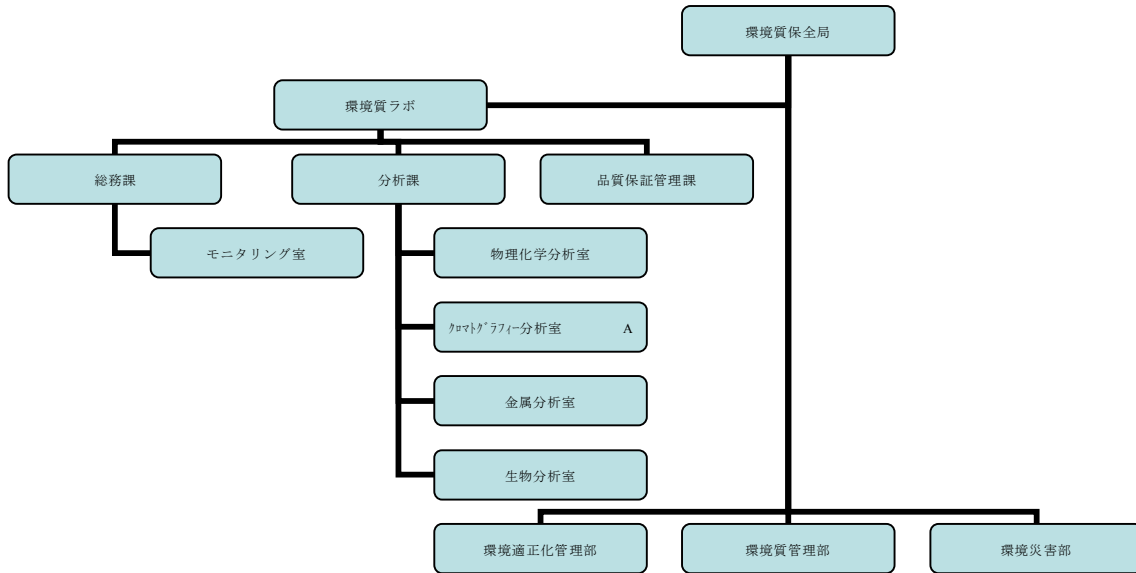 環境質保全局
環境質ラボ
総務課
分析課
品質保証管理課
モニタリング室
物理化学分析室
ｸﾛﾏﾄｸﾞﾗﾌｨｰ分析室 A
金属分析室
生物分析室
環境適正化管理部
環境質管理部
環境災害部